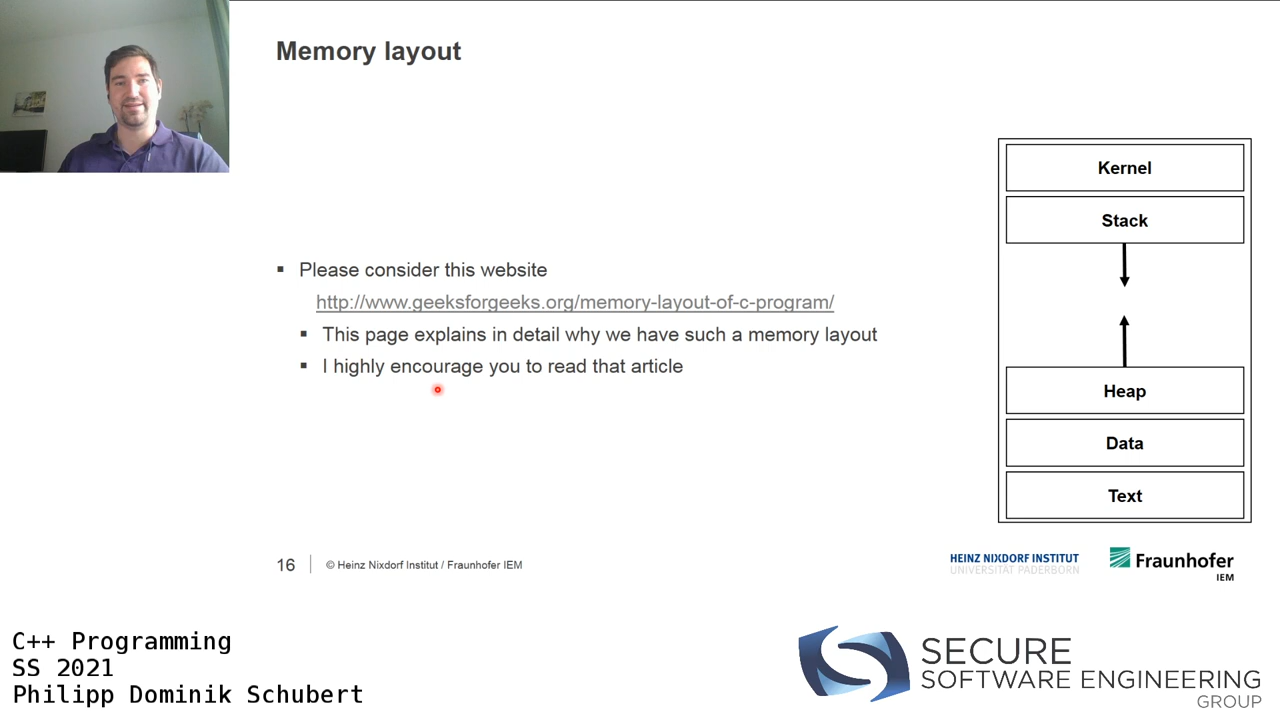 Memory layout
Please consider this website
http://www.geeksforgeeks.org/memory-layout-of-c-program/
This page explains in detail why we have such a memory layout
I highly encourage you to read that article
Kernel
Stack
Heap
Data
Text
16
© Heinz Nixdorf Institut / Fraunhofer IEM
HEINZ NIXDORF INSTITUT
UNIVERSITÄT PADERBORN
Fraunhofer
IEM
C++ Programming
SS 2021
Philipp Dominik Schubert
SECURE
SOFTWARE ENGINEERING
GROUP